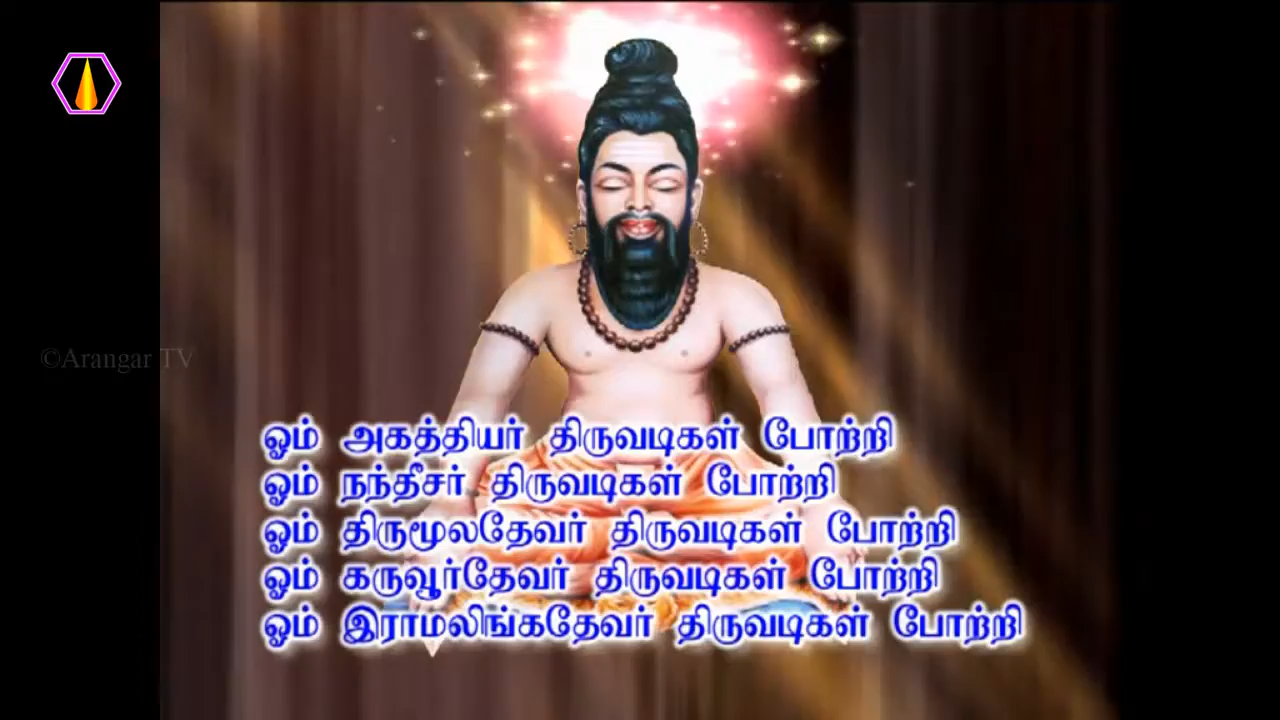 ©Arangar TV
ஓம் அகத்தியர் திருவடிகள் போற்றி
ஓம் நந்தீசர் திருவடிகள் போற்றி
ஓம் திருமூலதேவர் திருவடிகள் போற்றி
ஓம் கருவூர்தேவர் திருவடிகள் போற்றி
ஓம் இராமலிங்கதேவர் திருவடிகள் போற்றி